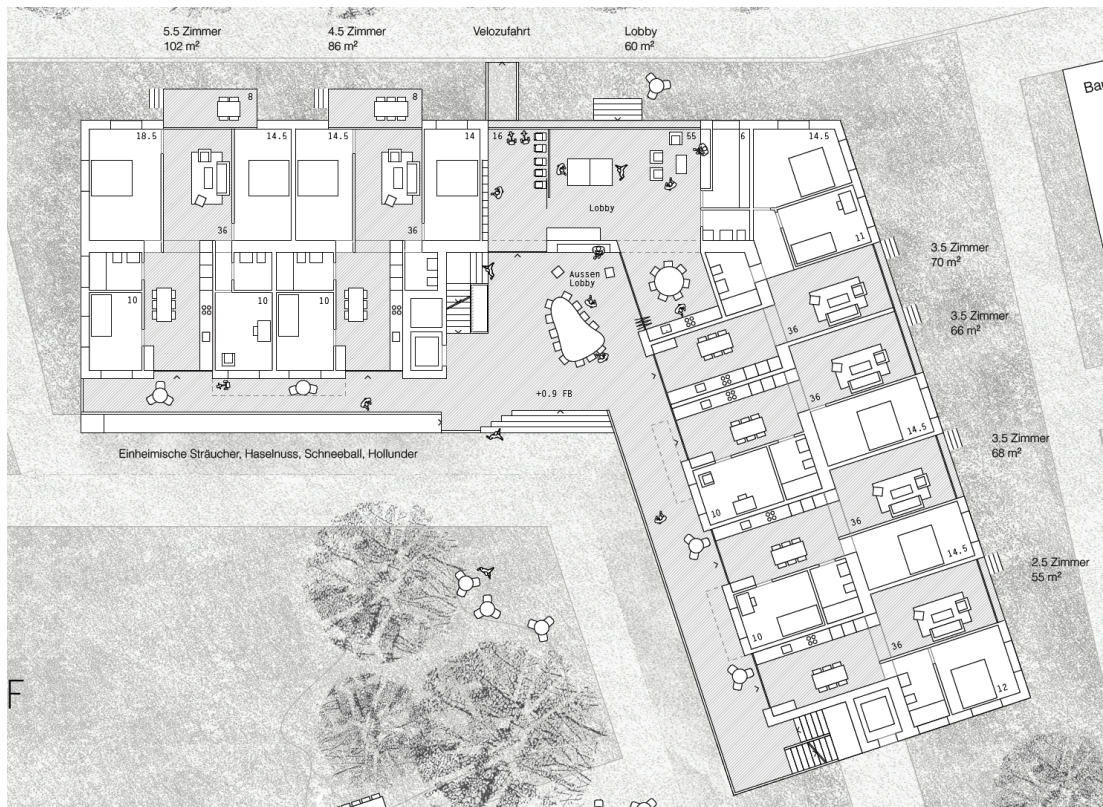 5.5 Zimmer
102 m²
4.5 Zimmer
86 m²
Velozufahrt
Lobby
60 m²
8
8
18.5
14.5
14.5
14
16
55
6
14.5
Lobby
36
36
11
3.5 Zimmer
70 m²
Aussen
Lobby
10
10
10
36
3.5 Zimmer
66 m²
+0.9 FB
36
14.5
3.5 Zimmer
68 m²
Einheimische Sträucher, Haselnuss, Schneeball, Hollunder
10
36
14.5
2.5 Zimmer
55 m²
10
36
12
F